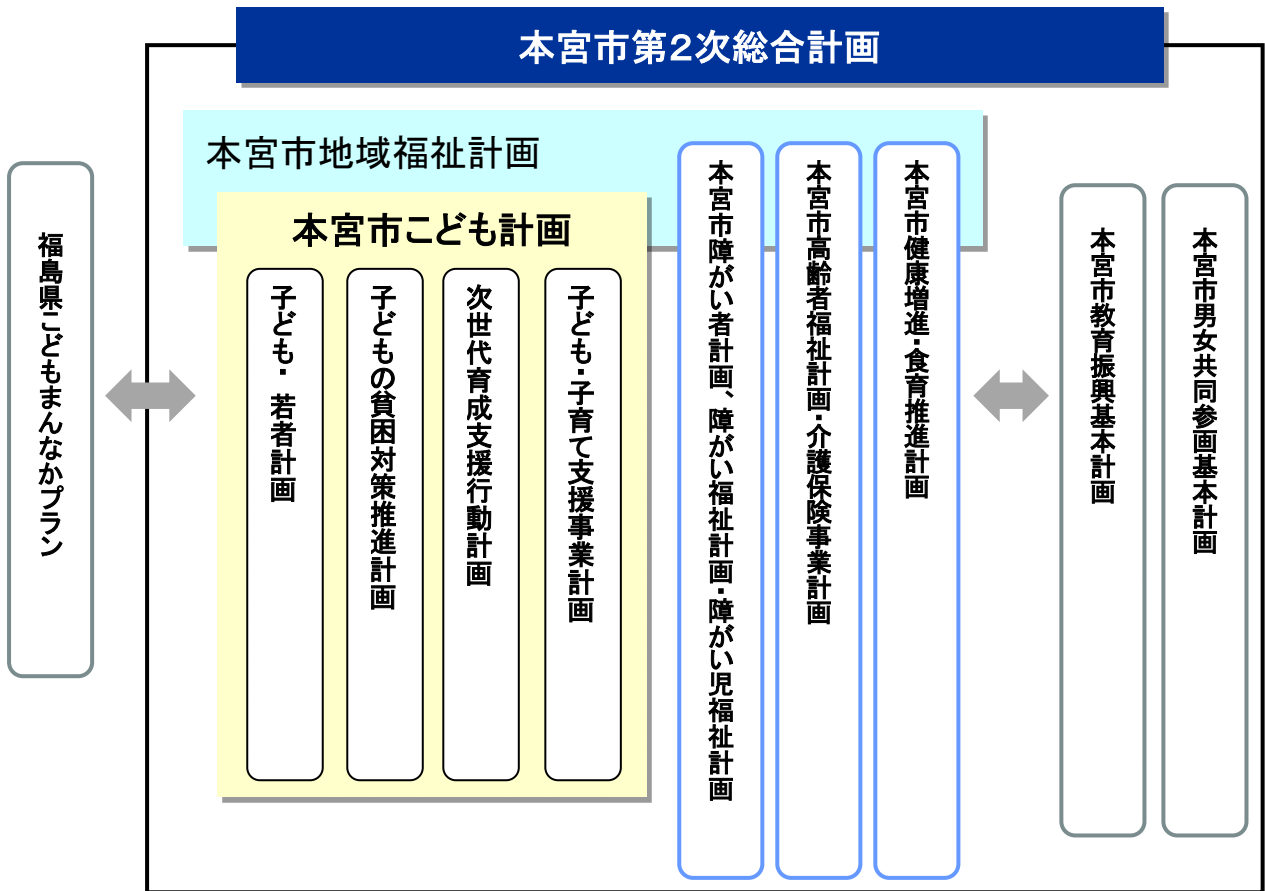 本宮市第２次総合計画
本宮市地域福祉計画
本宮市こども計画
福島県こどもまんなかプラン
子ども・若者計画
子どもの貧困対策推進計画
次世代育成支援行動計画
子ども・子育て支援事業計画
本宮市障がい者計画、障がい福祉計画・障がい児福祉計画
本宮市高齢者福祉計画・介護保険事業計画
本宮市健康増進・食育推進計画
本宮市教育振興基本計画
本宮市男女共同参画基本計画